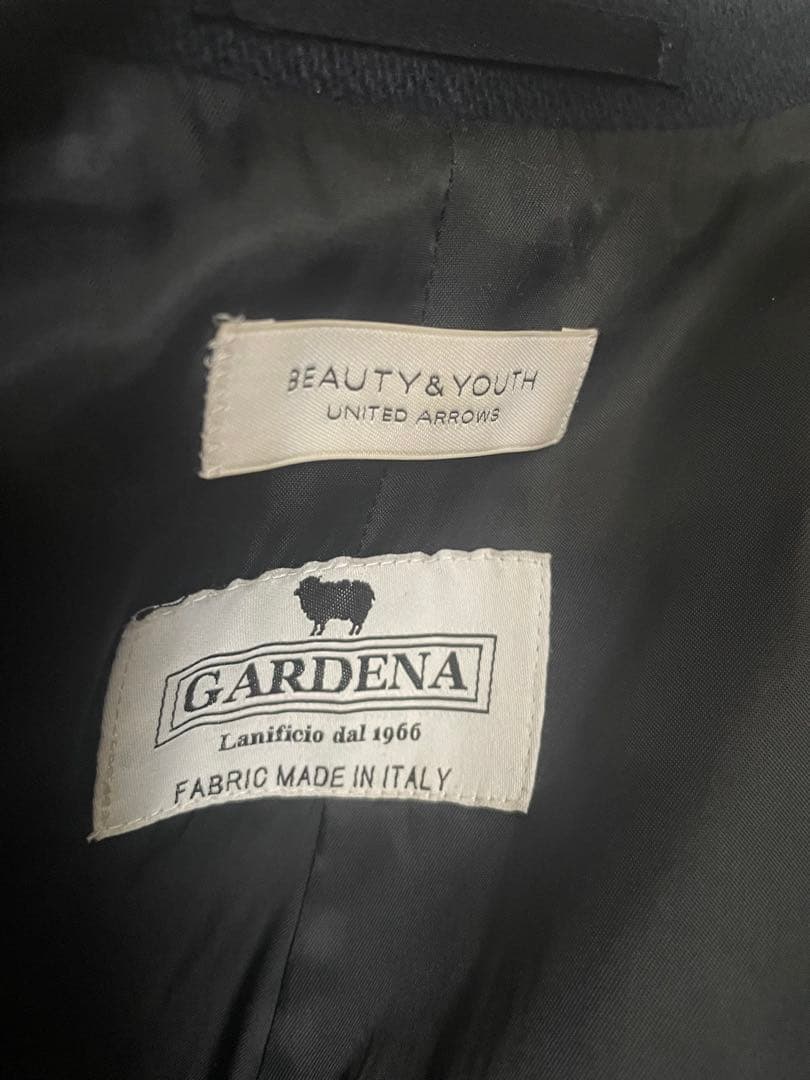 BEAUTY&YOUTH
UNITED ARROWS
GARDENA
Lanificio dal 1966
FABRIC MADE IN ITALY